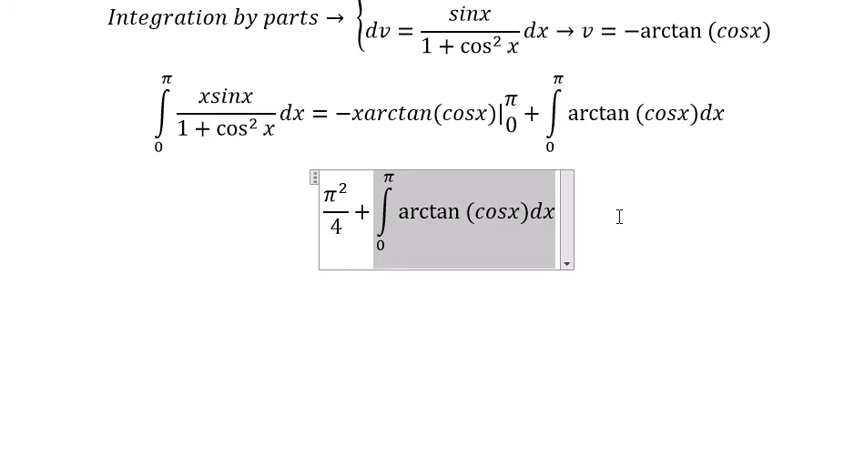 Integration by parts → { dv = sinx / (1 + cos² x) dx → v = −arctan (cosx)
∫₀^π xsinx / (1 + cos² x) dx = −xarctan(cosx)|₀^π + ∫₀^π arctan (cosx)dx
π²/4 + ∫₀^π arctan (cosx)dx